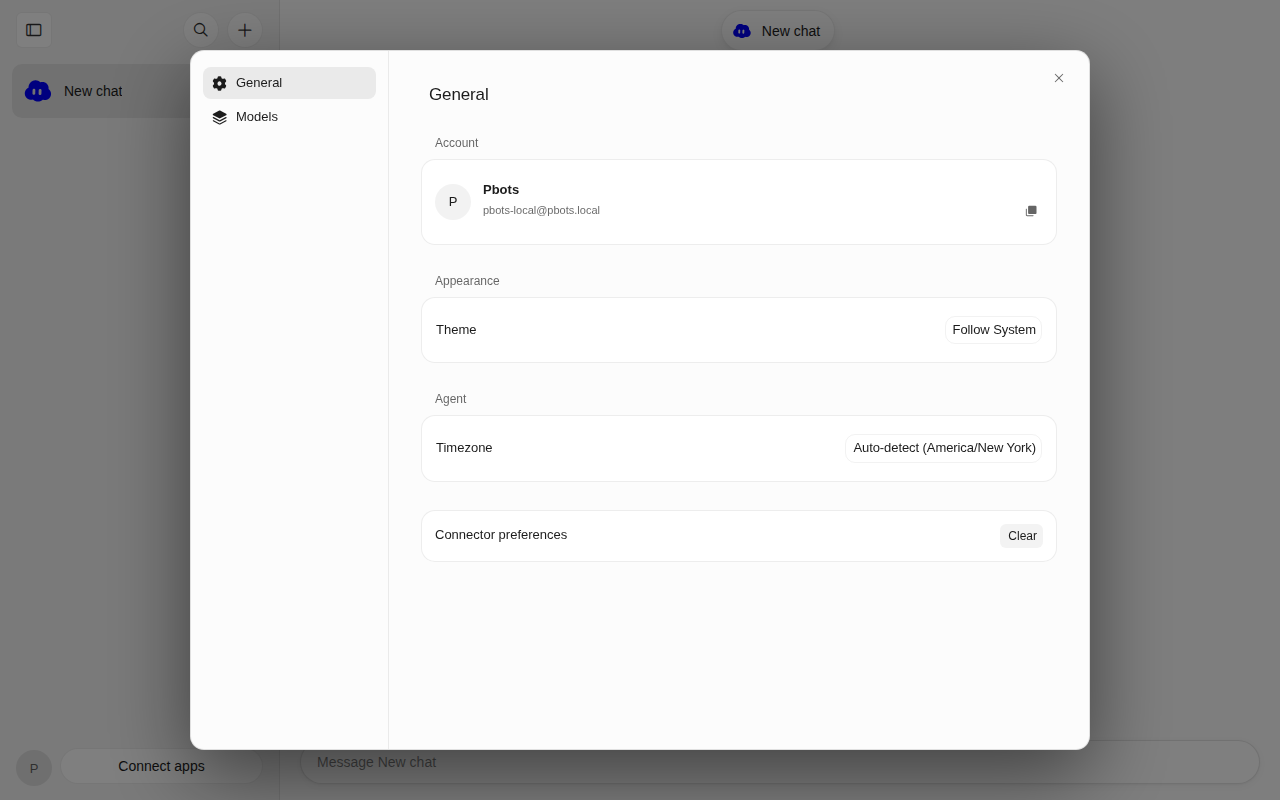 New chat
New chat
General
Models
General
Account
P
Pbots
pbots-local@pbots.local
Appearance
Theme
Follow System
Agent
Timezone
Auto-detect (America/New York)
Connector preferences
Clear
P
Connect apps
Message New chat